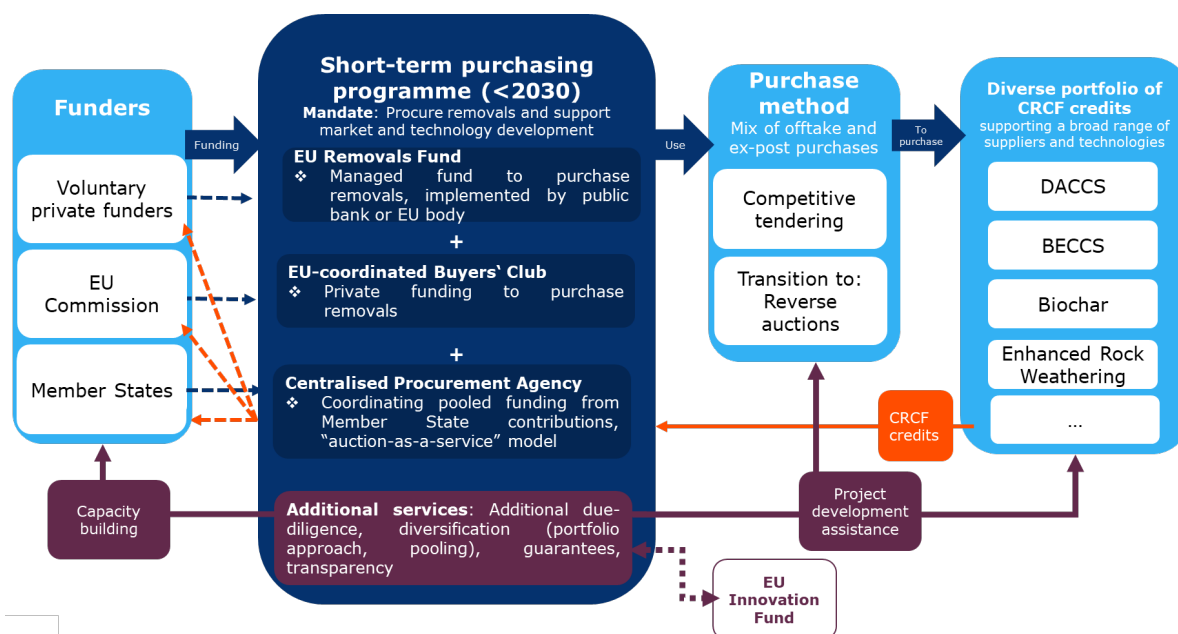 Funders
Funding
Voluntary
private funders
EU
Commission
Member States
Capacity
building
Short-term purchasing
programme (<2030)
Mandate: Procure removals and support
market and technology development
EU Removals Fund
❖ Managed fund to purchase
removals, implemented by public
bank or EU body
+
EU-coordinated Buyers‘ Club
❖ Private funding to purchase
removals
+
Centralised Procurement Agency
❖ Coordinating pooled funding from
Member State contributions,
“auction-as-a-service” model
Additional services: Additional due-
diligence, diversification (portfolio
approach, pooling), guarantees,
transparency
Use
Purchase
method
Mix of offtake and
ex-post purchases
Competitive
tendering
Transition to:
Reverse
auctions
To
purchase
Diverse portfolio of
CRCF credits
supporting a broad range of
suppliers and technologies
DACCS
BECCS
Biochar
Enhanced Rock
Weathering
...
CRCF
credits
Project
development
assistance
EU
Innovation
Fund